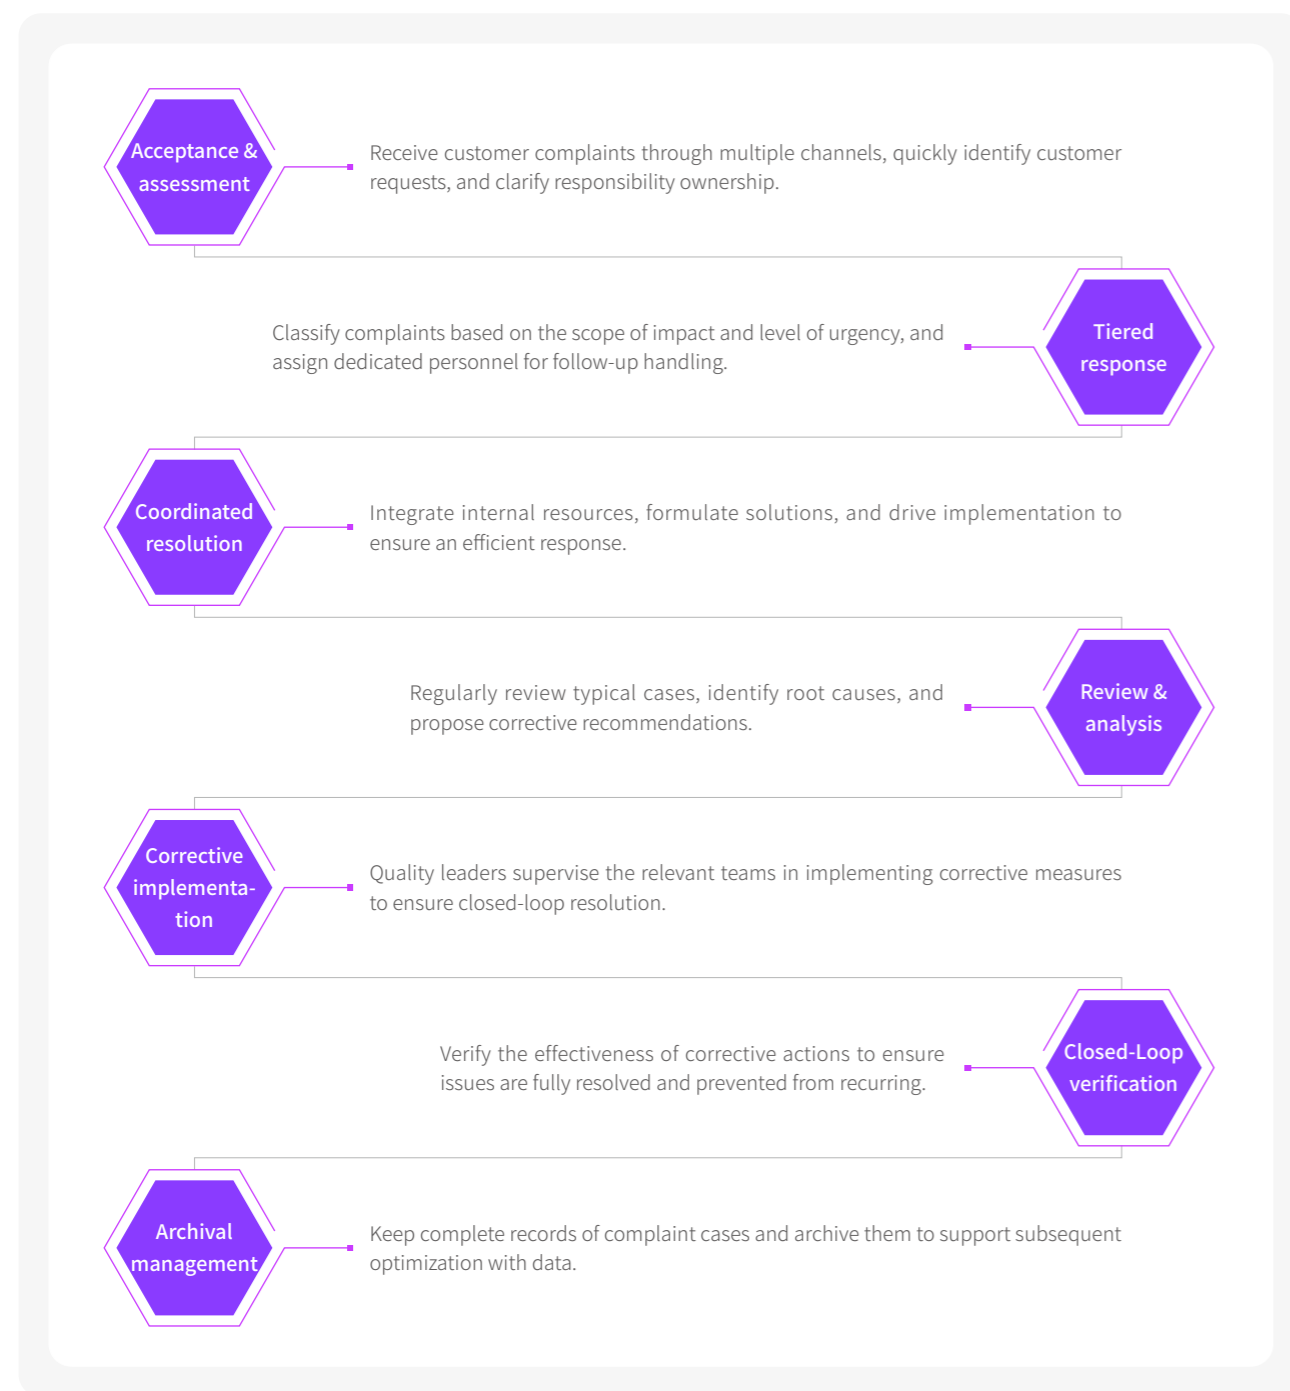 Acceptance &
assessment
Receive customer complaints through multiple channels, quickly identify customer
requests, and clarify responsibility ownership.
Classify complaints based on the scope of impact and level of urgency, and
assign dedicated personnel for follow-up handling.
Tiered
response
Coordinated
resolution
Integrate internal resources, formulate solutions, and drive implementation to
ensure an efficient response.
Regularly review typical cases, identify root causes, and
propose corrective recommendations.
Review &
analysis
Corrective
implementa-
tion
Quality leaders supervise the relevant teams in implementing corrective measures
to ensure closed-loop resolution.
Verify the effectiveness of corrective actions to ensure
issues are fully resolved and prevented from recurring.
Closed-Loop
verification
Archival
management
Keep complete records of complaint cases and archive them to support subsequent
optimization with data.